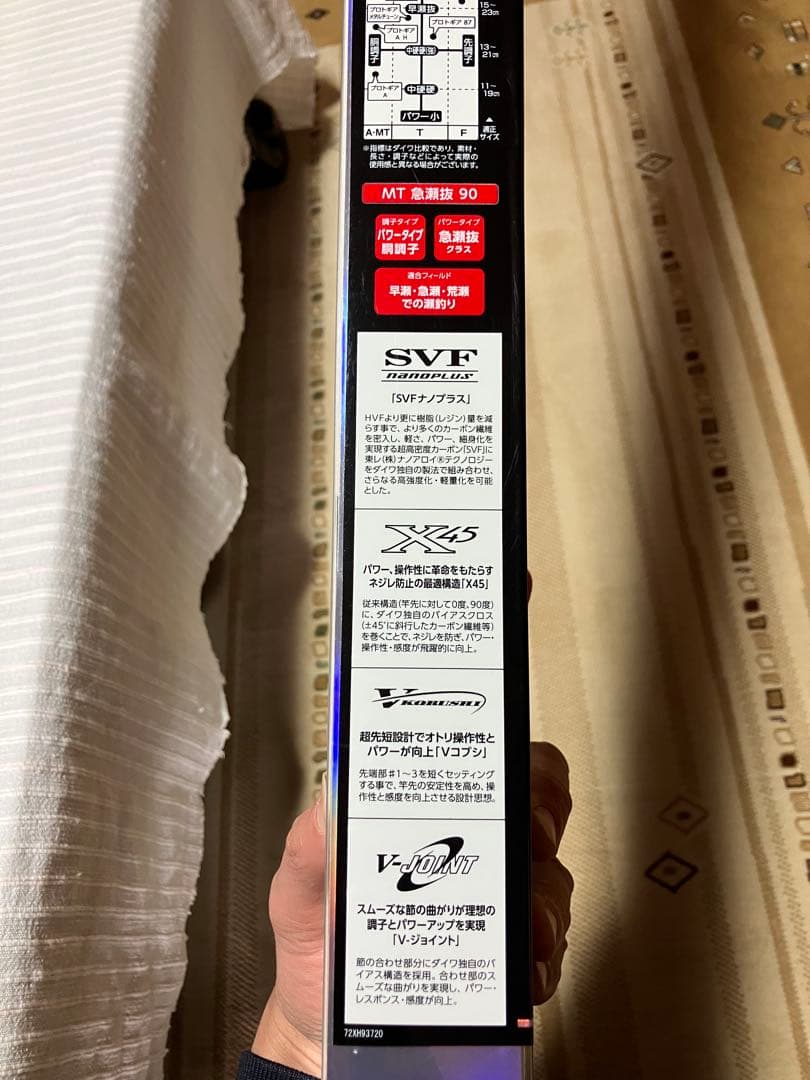 早瀬抜
15〜
23㎝
プロトギア
メタルチューン
プロトギア 87
プロトギア
A H
胴調子
中硬硬(強)
先調子
13〜
21㎝
プロトギア
A
中硬硬
11〜
19㎝
パワー小
A・MT
T
F
適正
サイズ
※指標はダイワ比較であり、素材・
長さ・調子などによって実際の
使用感と異なる場合がございます。
MT 急瀬抜 90
調子タイプ
パワータイプ
胴調子
パワータイプ
急瀬抜
クラス
適合フィールド
早瀬・急瀬・荒瀬
での瀬釣り
SVF
nanoplus
「SVFナノプラス」
HVFより更に樹脂(レジン)量を減
らす事で、より多くのカーボン繊維
を密入し、軽さ、パワー、細身化を
実現する超高密度カーボン「SVF」に
東レ(株)ナノアロイ®テクノロジー
をダイワ独自の製法で組み合わせ、
さらなる高強度化・軽量化を可能
とした。
X45
パワー、操作性に革命をもたらす
ネジレ防止の最適構造「X45」
従来構造(竿先に対して0度、90度)
に、ダイワ独自のバイアスクロス
(±45°に斜行したカーボン繊維等)
を巻くことで、ネジレを防ぎ、パワー・
操作性・感度が飛躍的に向上。
V KOBUSHI
超先短設計でオトリ操作性と
パワーが向上「Vコブシ」
先端部#1〜3を短くセッティング
する事で、竿先の安定性を高め、操
作性と感度を向上させる設計思想。
V-JOINT
スムーズな節の曲がりが理想の
調子とパワーアップを実現
「V-ジョイント」
節の合わせ部分にダイワ独自のバ
イアス構造を採用。合わせ部のス
ムーズな曲がりを実現し、パワー・
レスポンス・感度が向上。
72XH93720